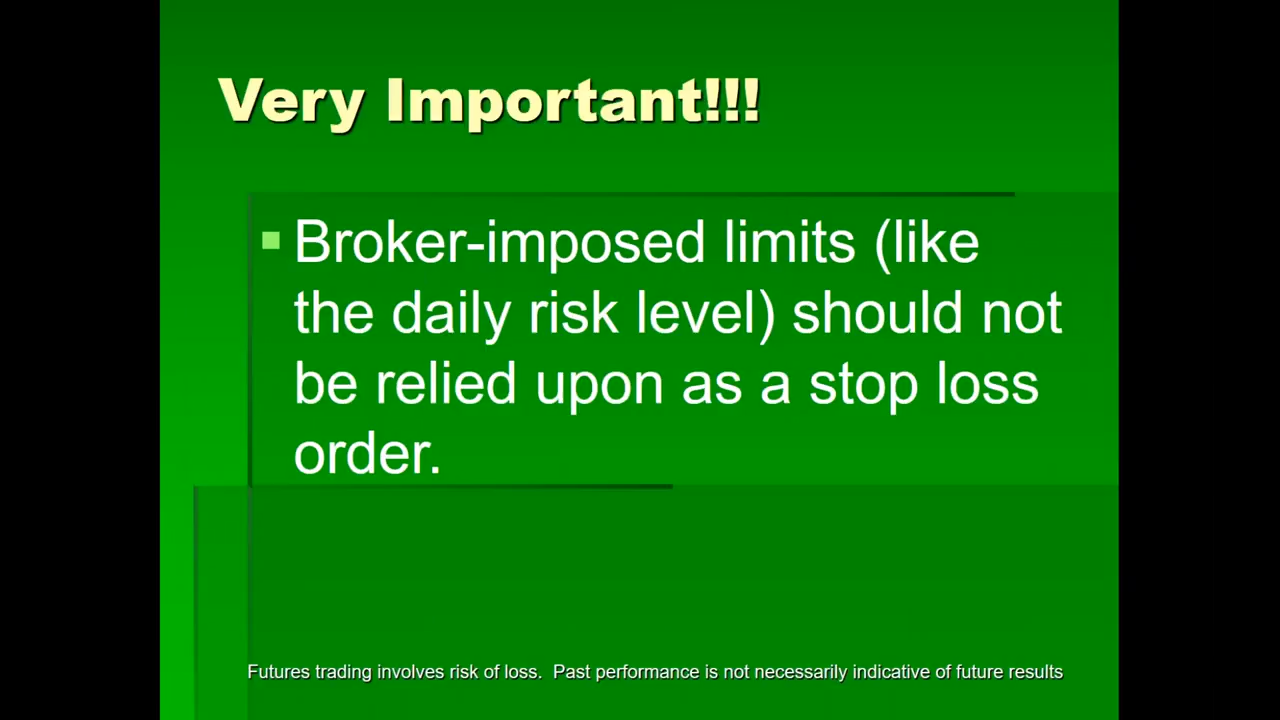 Very Important!!!
Broker-imposed limits (like
the daily risk level) should not
be relied upon as a stop loss
order.
Futures trading involves risk of loss.  Past performance is not necessarily indicative of future results